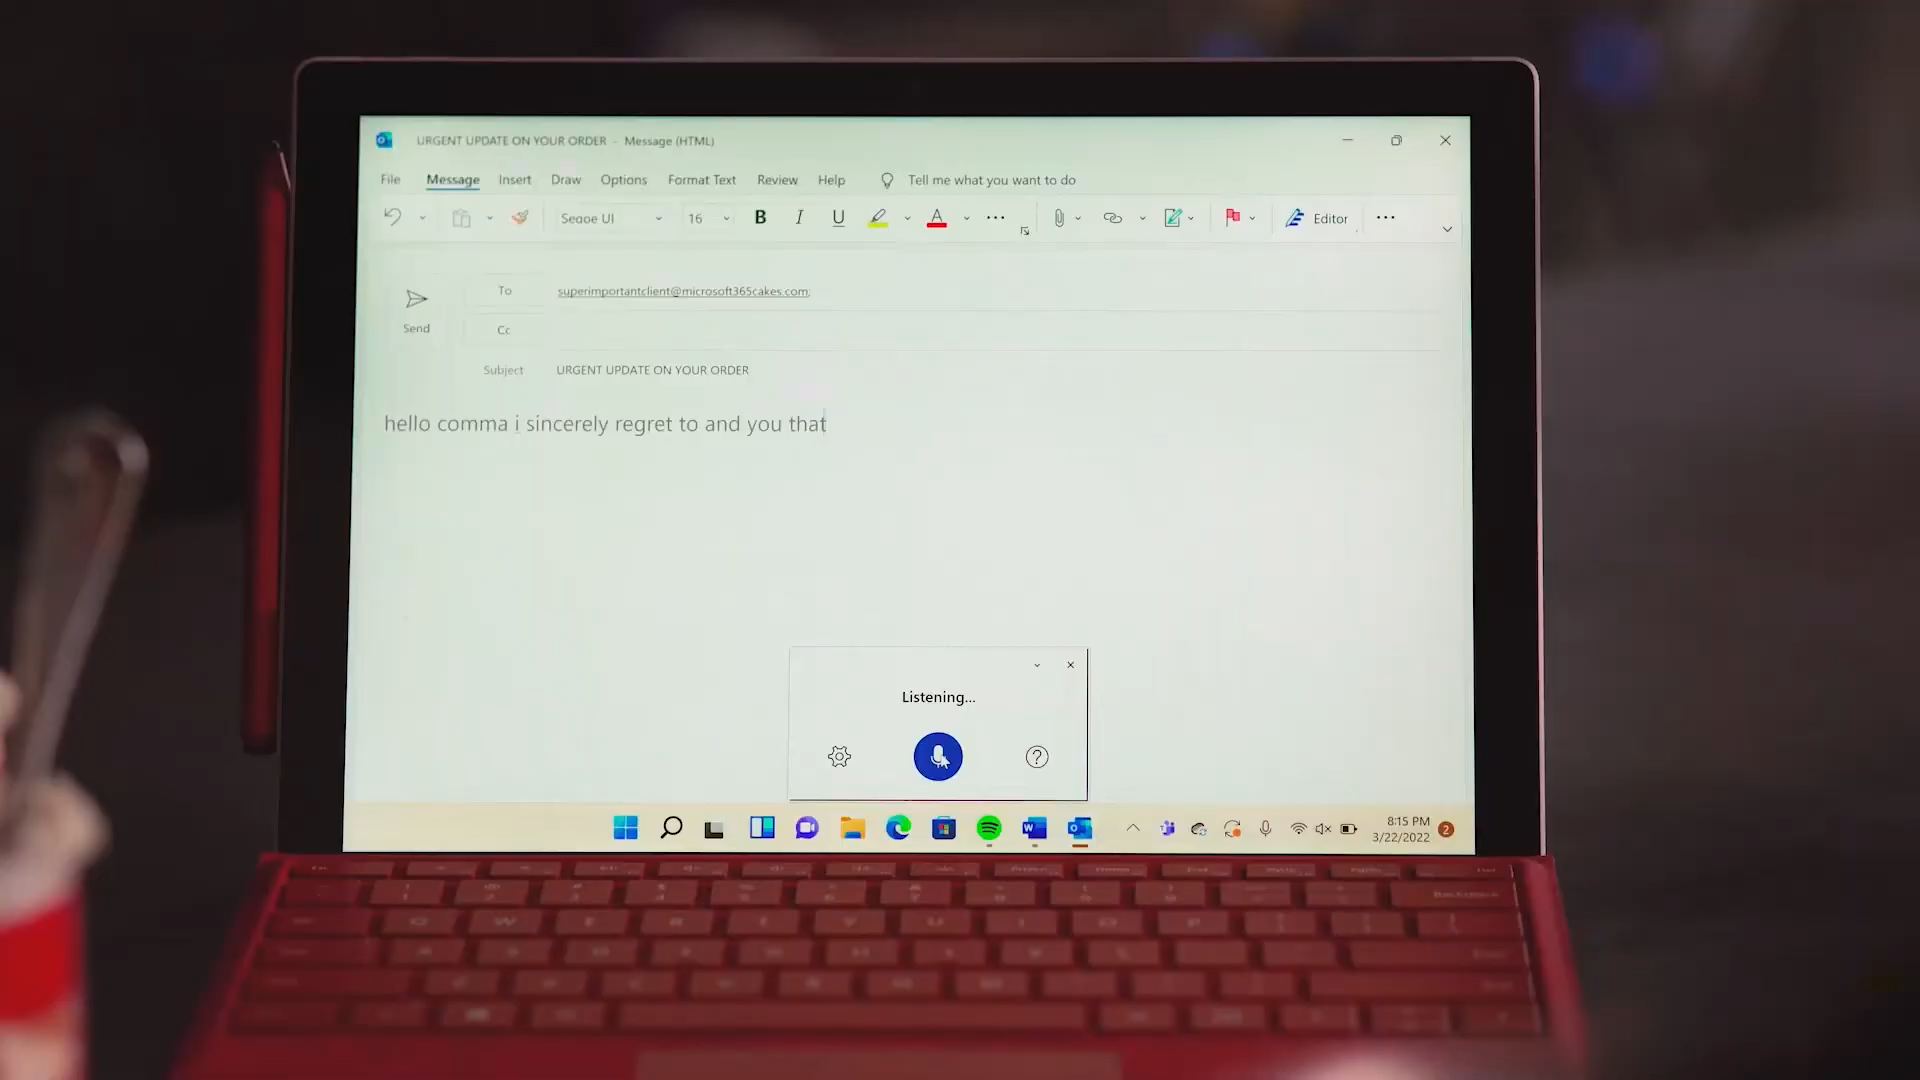 URGENT UPDATE ON YOUR ORDER - Message (HTML)
File Message Insert Draw Options Format Text Review Help Tell me what you want to do
Segoe UI 16 B I U A Editor
To superimportantclient@microsoft365cakes.com;
Send
Cc
Subject URGENT UPDATE ON YOUR ORDER
hello comma i sincerely regret to and you that
Listening...
8:15 PM
3/22/2022 2
Backspace